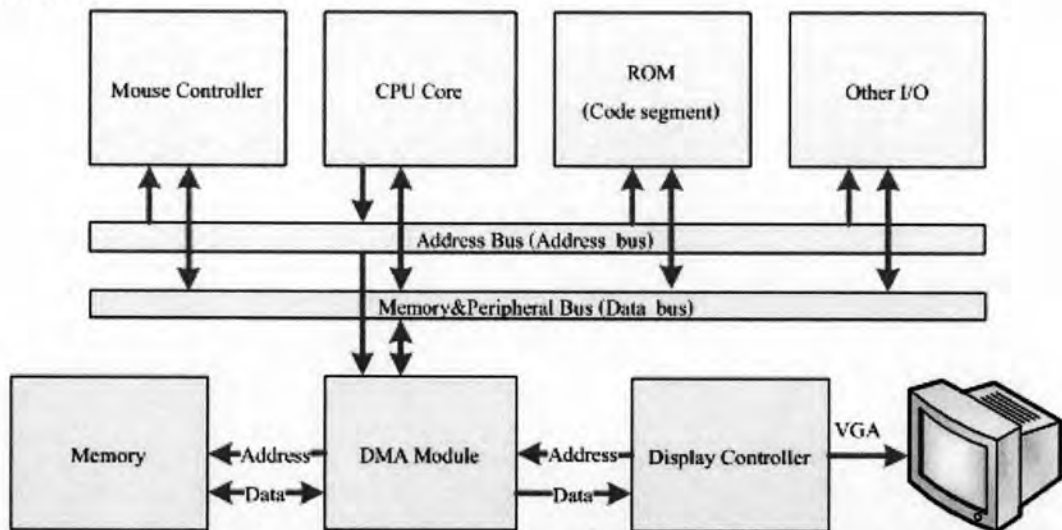 Mouse Controller
CPU Core
ROM
(Code segment)
Other I/O
Address Bus (Address bus)
Memory&Peripheral Bus (Data bus)
Memory
Address
Data
DMA Module
Address
Data
Display Controller
VGA